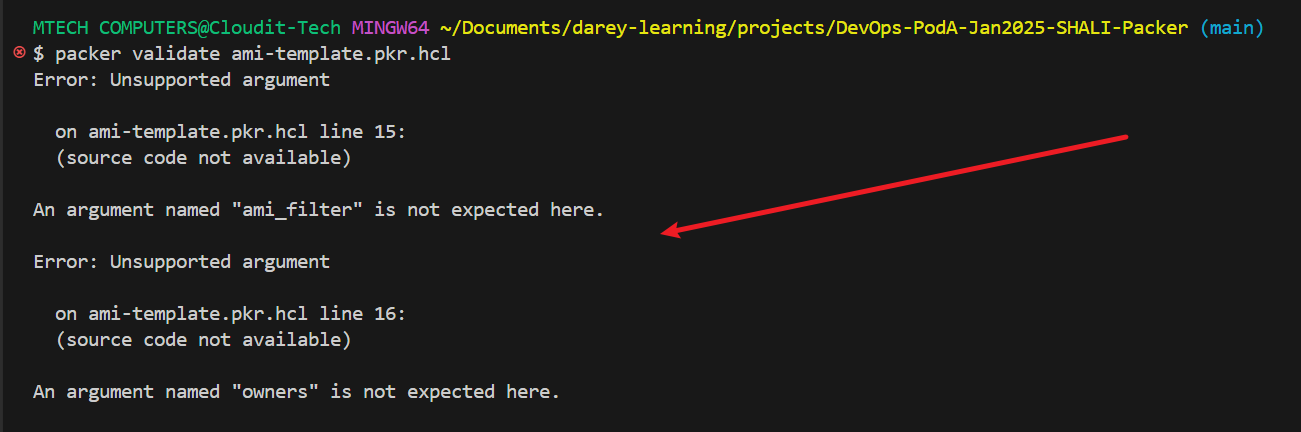 MTECH COMPUTERS@Cloudit-Tech MINGW64 ~/Documents/darey-learning/projects/DevOps-PodA-Jan2025-SHALI-Packer (main)
$ packer validate ami-template.pkr.hcl
Error: Unsupported argument
on ami-template.pkr.hcl line 15:
(source code not available)
An argument named "ami_filter" is not expected here.
Error: Unsupported argument
on ami-template.pkr.hcl line 16:
(source code not available)
An argument named "owners" is not expected here.